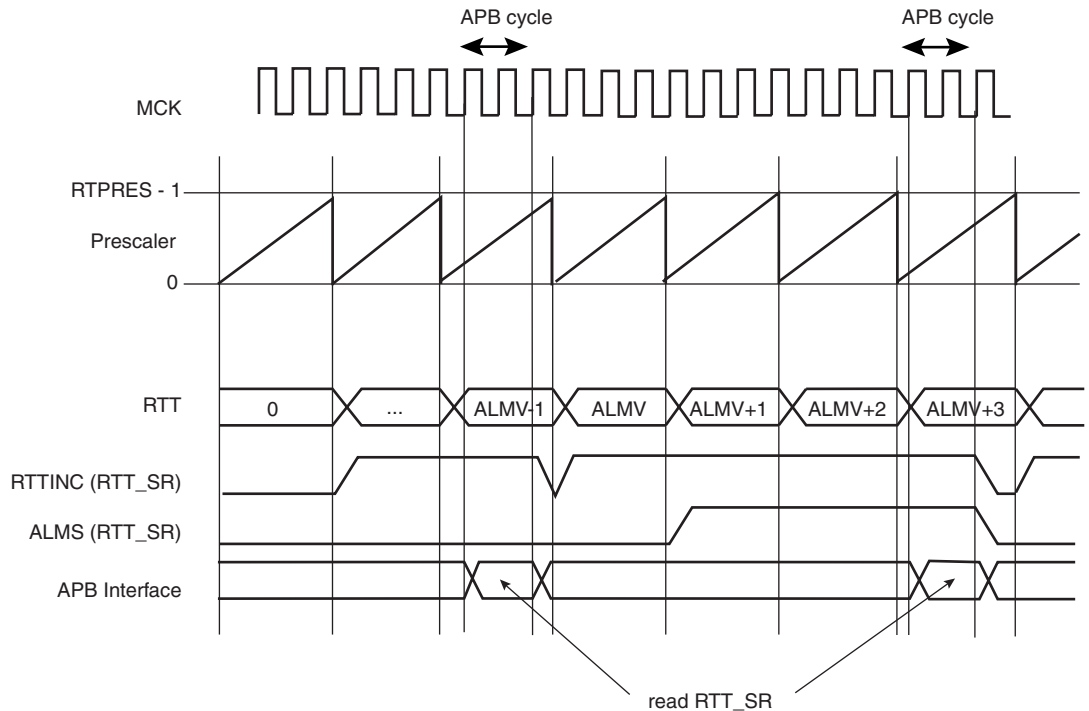 APB cycle APB cycle
MCK
RTPRES - 1
Prescaler
0
RTT 0 ... ALMV-1 ALMV ALMV+1 ALMV+2 ALMV+3
RTTINC (RTT_SR)
ALMS (RTT_SR)
APB Interface
read RTT_SR